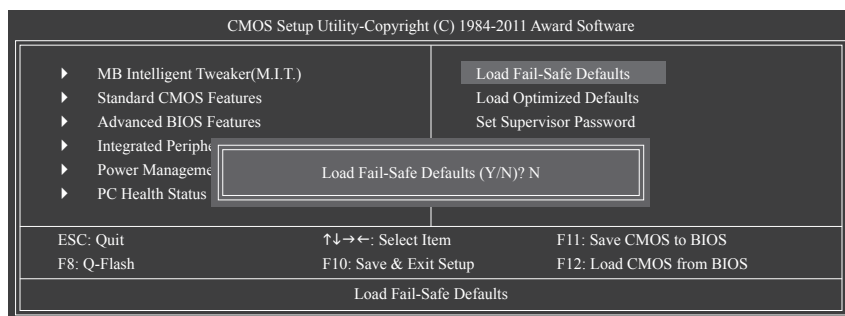 CMOS Setup Utility-Copyright (C) 1984-2011 Award Software
MB Intelligent Tweaker(M.I.T.)
Standard CMOS Features
Advanced BIOS Features
Integrated Periphe
Power Manageme
PC Health Status
Load Fail-Safe Defaults
Load Optimized Defaults
Set Supervisor Password
Load Fail-Safe Defaults (Y/N)? N
ESC: Quit ↑↓→←: Select Item F11: Save CMOS to BIOS
F8: Q-Flash F10: Save & Exit Setup F12: Load CMOS from BIOS
Load Fail-Safe Defaults